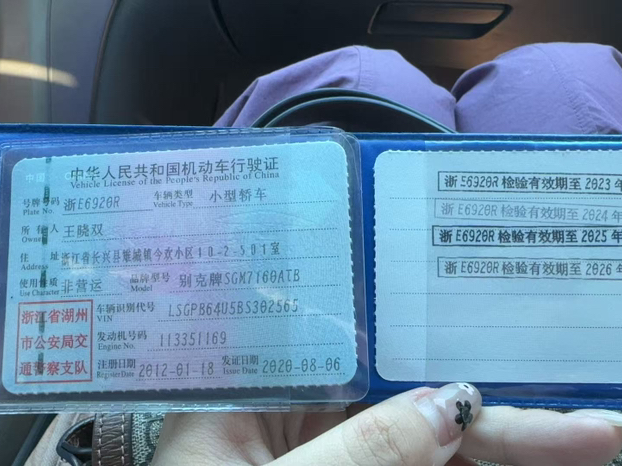 中华人民共和国机动车行驶证
Vehicle License of the People's Republic of China
号牌号码 浙E6920R 车辆类型 小型轿车
Plate No. Vehicle Type
所有人 王晓双
Owner
住址 浙江省长兴县雉城镇今欢小区10-2-501室
Address
使用性质 非营运 品牌型号 别克牌SGM7160ATB
Use Character Model
浙江省湖州
市公安局交
通警察支队
车辆识别代号 LSGPB64U5BS302565
VIN
发动机号码 113351169
Engine No.
注册日期 2012-01-18 发证日期 2020-08-06
Register Date Issue Date
浙E6920R检验有效期至2023年
浙E6920R检验有效期至2024年
浙E6920R检验有效期至2025年
浙E6920R检验有效期至2026